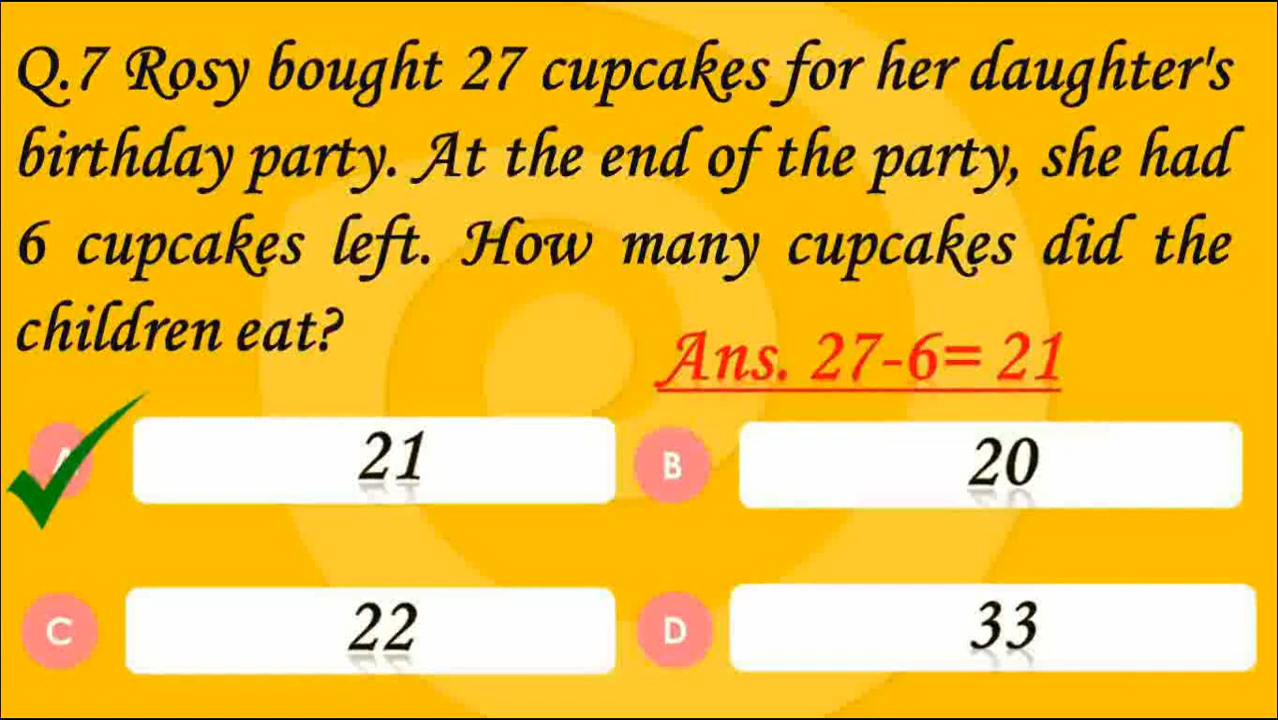 Q.7 Rosy bought 27 cupcakes for her daughter's
birthday party. At the end of the party, she had
6 cupcakes left. How many cupcakes did the
children eat?
Ans. 27-6= 21
A 21
B 20
C 22
D 33